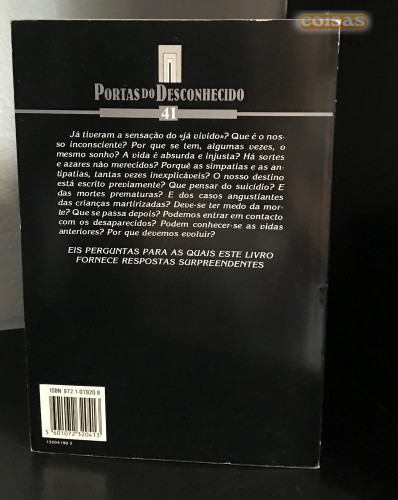 coisas
PORTAS DO DESCONHECIDO
41
Já tiveram a sensação do «já vivido»? Que é o nos-
so inconsciente? Por que se tem, algumas vezes, o
mesmo sonho? A vida é absurda e injusta? Há sortes
e azares não merecidos? Porquê as simpatias e as an-
tipatias, tantas vezes inexplicáveis? O nosso destino
está escrito previamente? Que pensar do suicídio? E
das mortes prematuras? E dos casos angustiantes
das crianças martirizadas? Deve-se ter medo da mor-
te? Que se passa depois? Podemos entrar em contacto
com os desaparecidos? Podem conhecer-se as vidas
anteriores? Por que devemos evoluir?
EIS PERGUNTAS PARA AS QUAIS ESTE LIVRO
FORNECE RESPOSTAS SURPREENDENTES
ISBN 972 1 01920 8
5 601072 320413